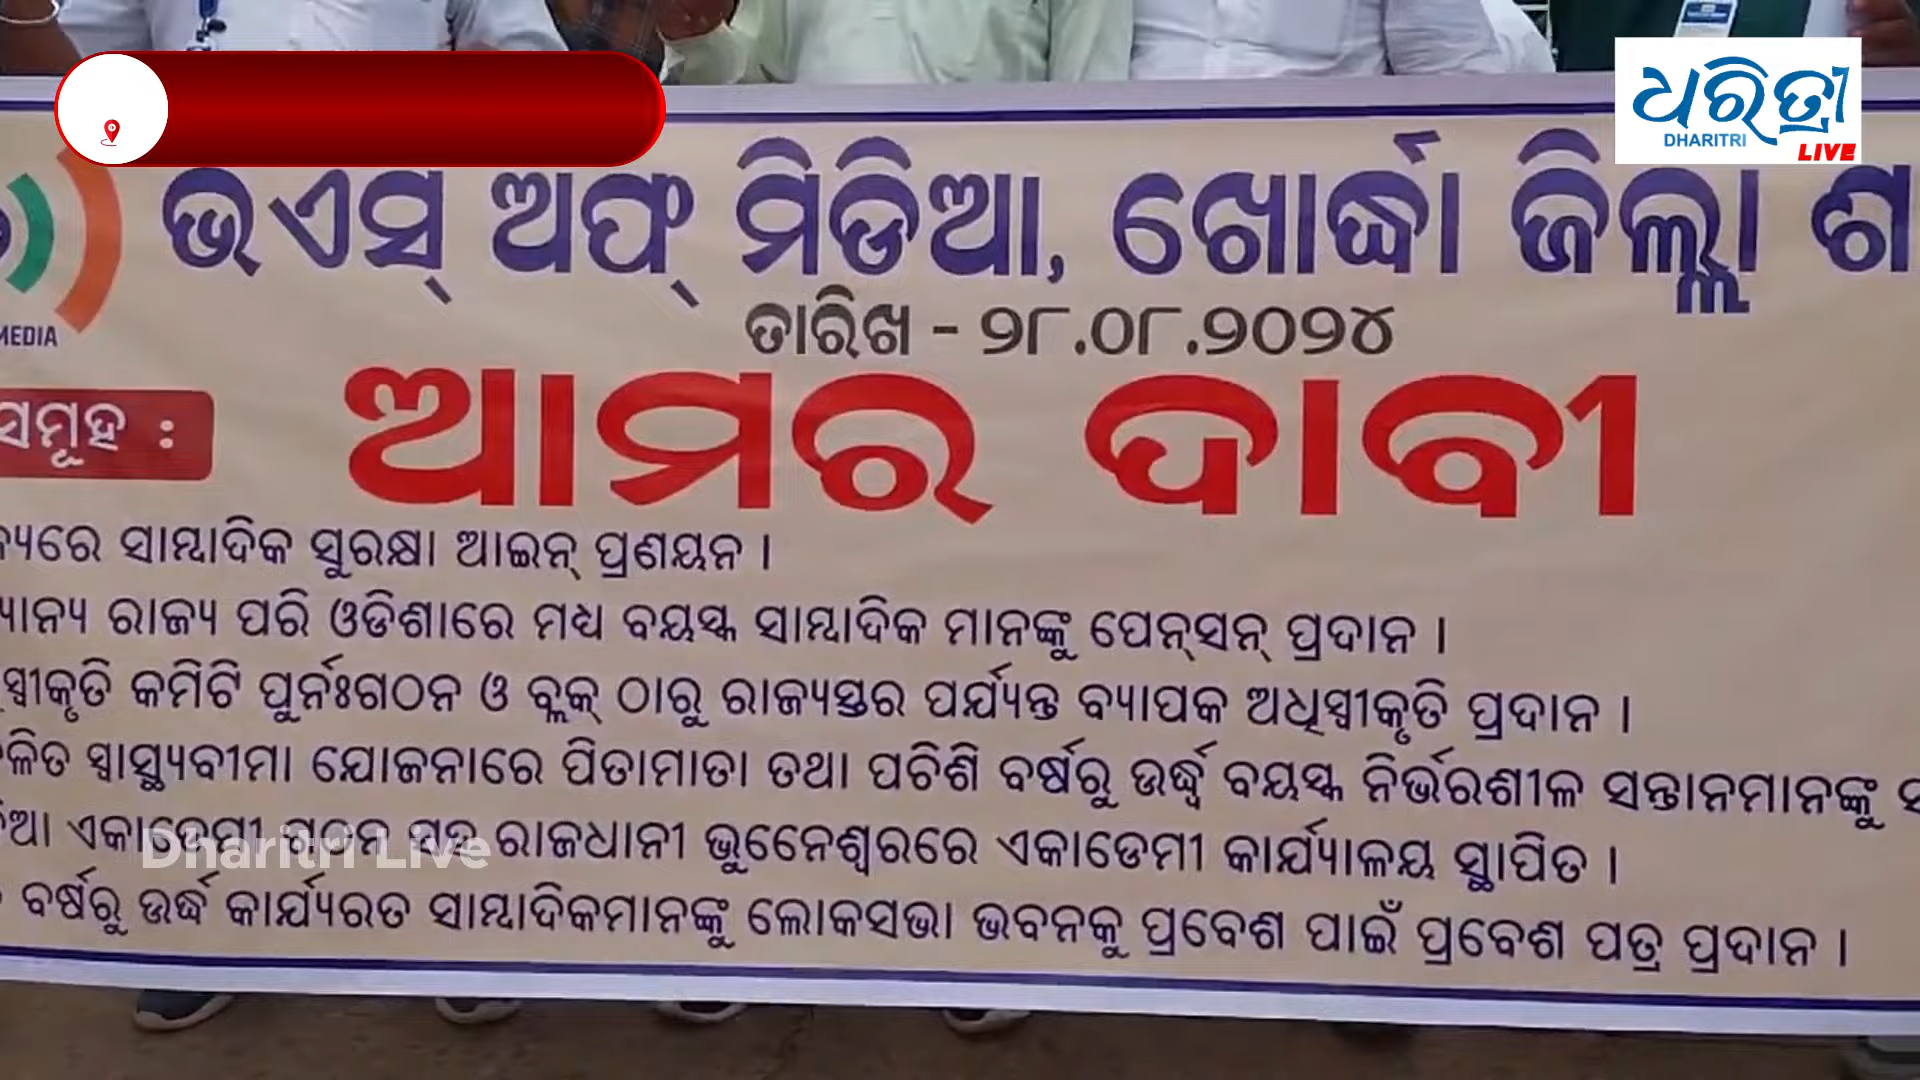 ଧରିତ୍ରୀ
DHARITRI
LIVE
ଭଏସ୍ ଅଫ୍ ମିଡିଆ, ଖୋର୍ଦ୍ଧା ଜିଲ୍ଲା
MEDIA
ତାରିଖ - ୨୮.୦୮.୨୦୨୪
ସମୂହ :
ଆମର ଦାବୀ
ସାମ୍ବାଦିକ ସୁରକ୍ଷା ଆଇନ୍ ପ୍ରଣୟନ ।
ରାଜ୍ୟ ପରି ଓଡିଶାରେ ମଧ୍ୟ ବୟସ୍କ ସାମ୍ବାଦିକ ମାନଙ୍କୁ ପେନ୍‌ସନ୍ ପ୍ରଦାନ ।
କମିଟି ପୁର୍ନଃଗଠନ ଓ ବ୍ଲକ୍ ଠାରୁ ରାଜ୍ୟସ୍ତର ପର୍ଯ୍ୟନ୍ତ ବ୍ୟାପକ ଅଧିସ୍ଵୀକୃତି ପ୍ରଦାନ ।
ସ୍ୱାସ୍ଥ୍ୟବୀମା ଯୋଜନାରେ ପିତାମାତା ତଥା ପଚିଶି ବର୍ଷରୁ ଉର୍ଦ୍ଧ୍ୱ ବୟସ୍କ ନିର୍ଭରଶୀଳ ସନ୍ତାନମାନଙ୍କୁ
ଏକାଡେମୀ ଗଠନ ସହ ରାଜଧାନୀ ଭୁନେୈଶ୍ୱରରେ ଏକାଡେମୀ କାର୍ଯ୍ୟାଳୟ ସ୍ଥାପିତ ।
Dharitri Live
ବର୍ଷରୁ ଉର୍ଦ୍ଧ୍ୱ କାର୍ଯ୍ୟରତ ସାମ୍ବାଦିକମାନଙ୍କୁ ଲୋକସଭା ଭବନକୁ ପ୍ରବେଶ ପାଇଁ ପ୍ରବେଶ ପତ୍ର ପ୍ରଦାନ ।